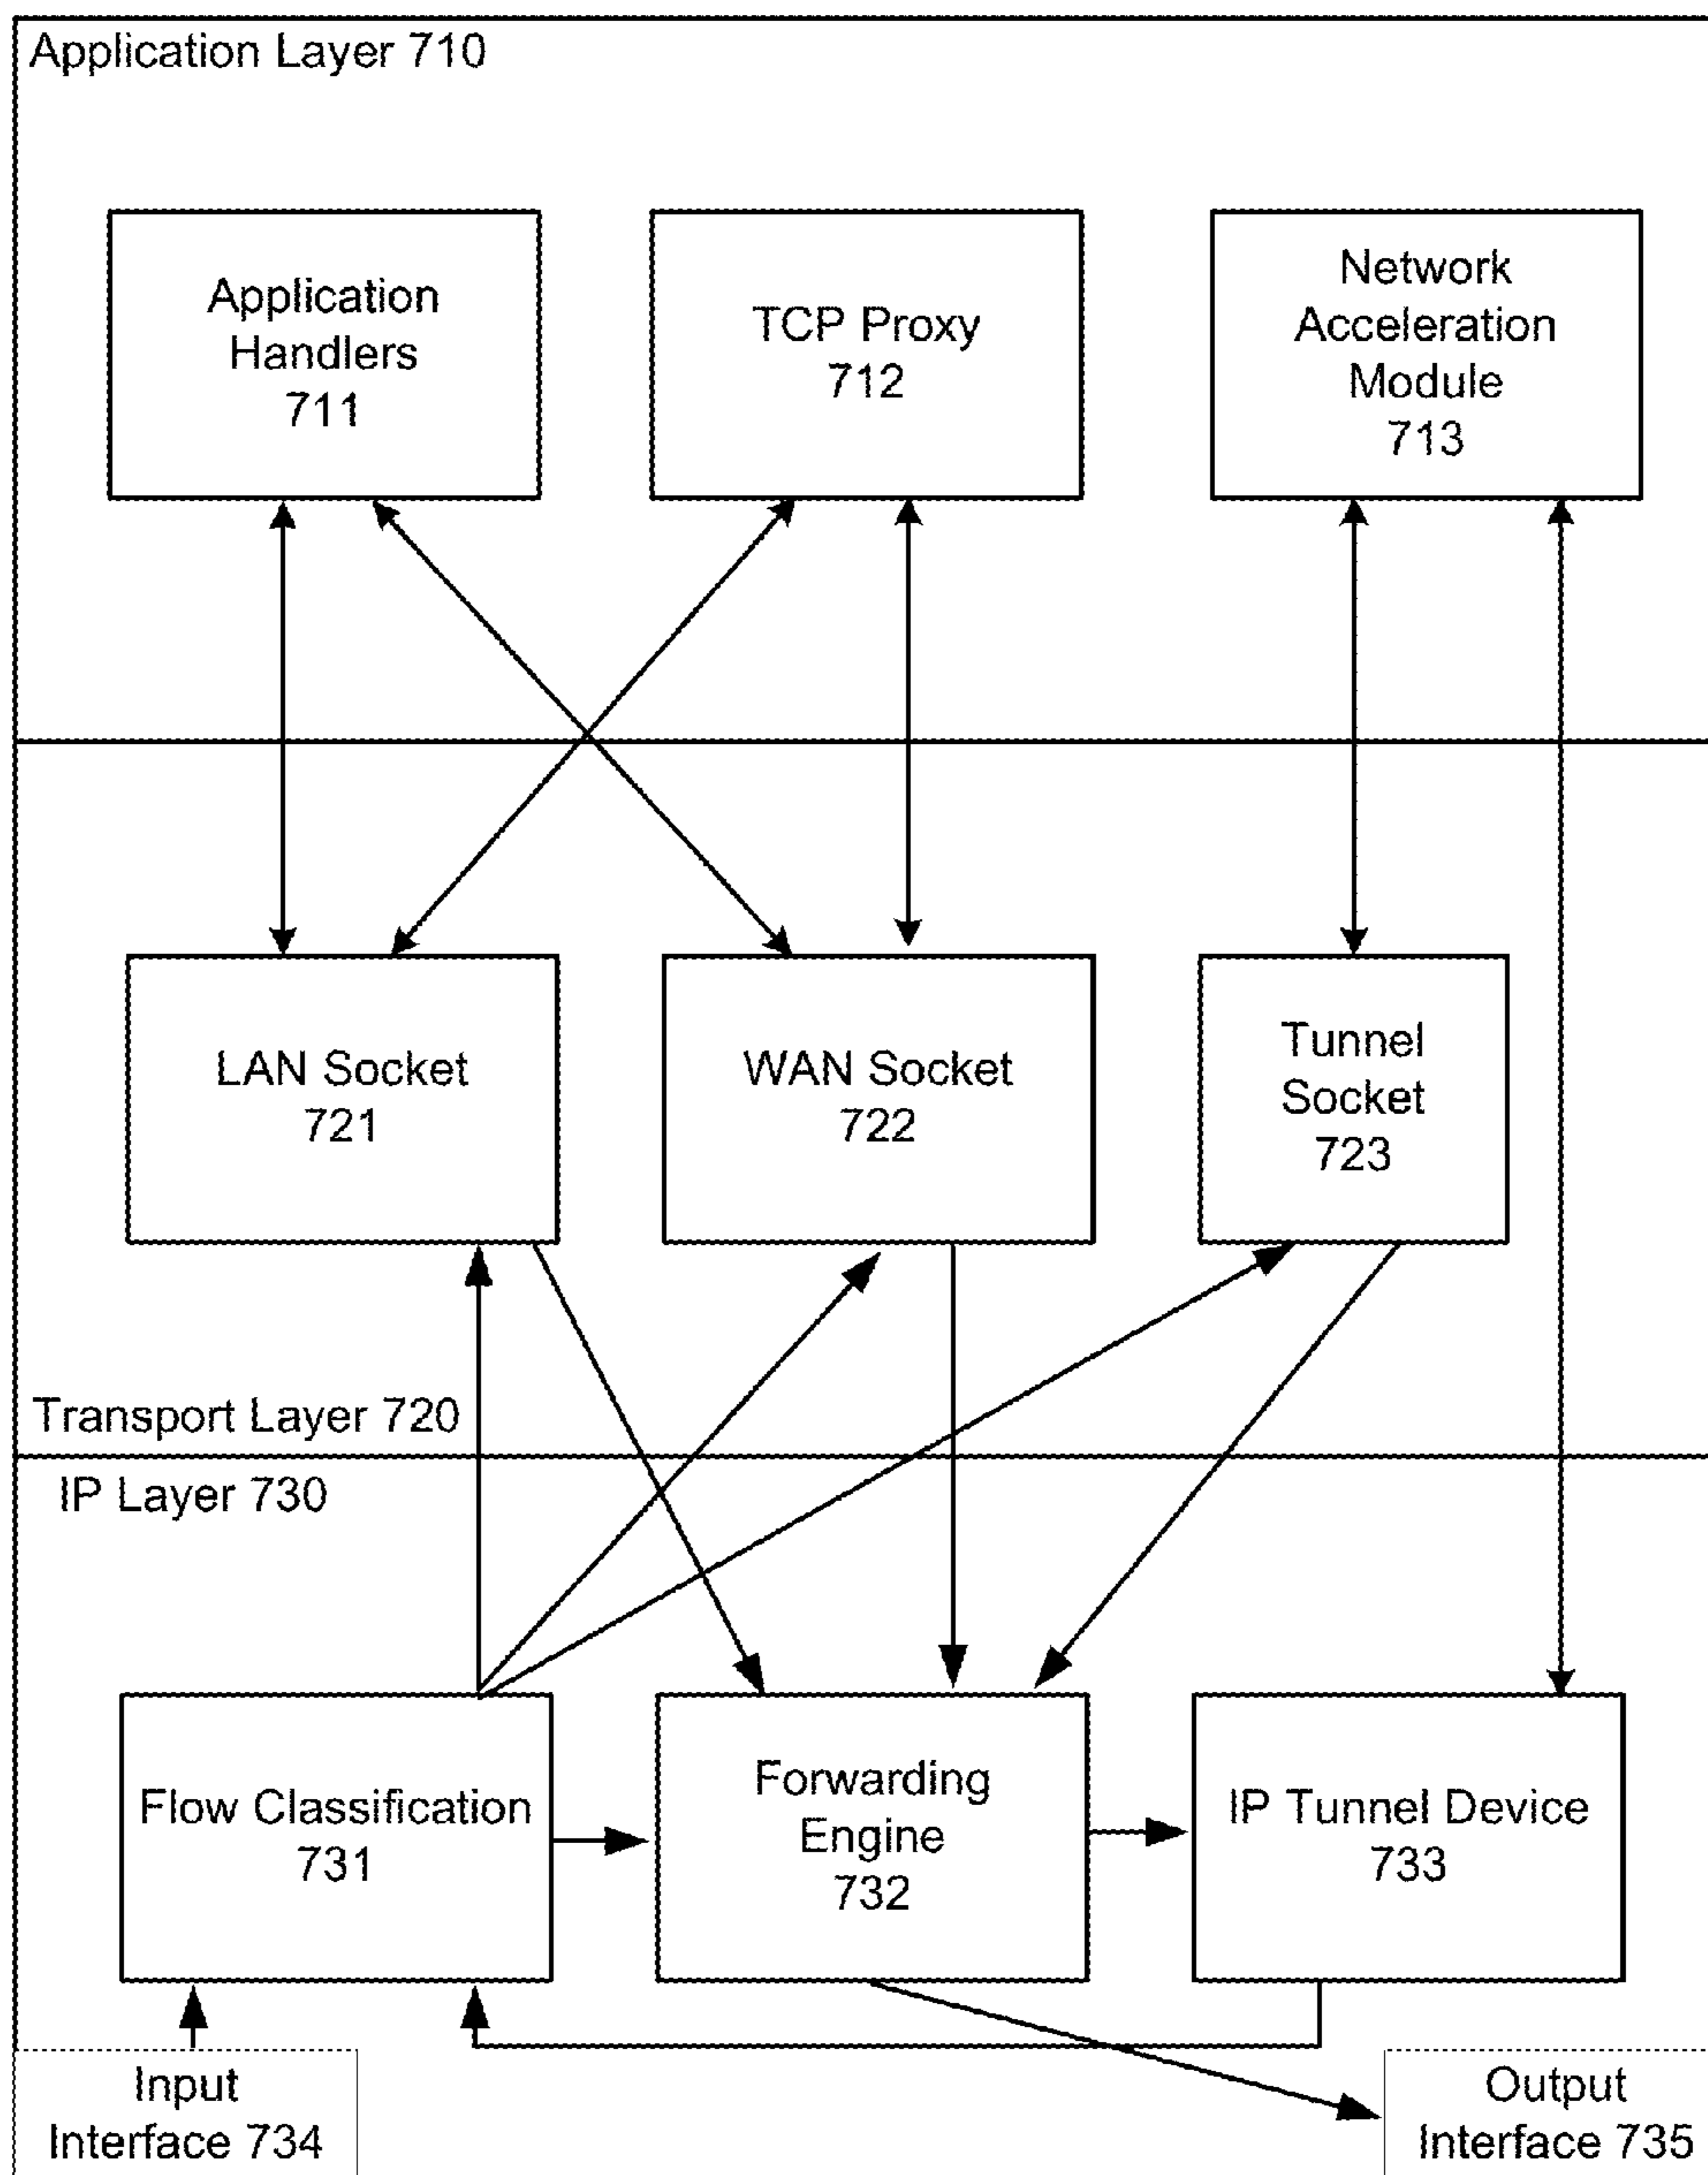 Application Layer 710
Application
Handlers
711
TCP Proxy
712
Network
Acceleration
Module
713
LAN Socket
721
WAN Socket
722
Tunnel
Socket
723
Transport Layer 720
IP Layer 730
Flow Classification
731
Forwarding
Engine
732
IP Tunnel Device
733
Input
Interface 734
Output
Interface 735